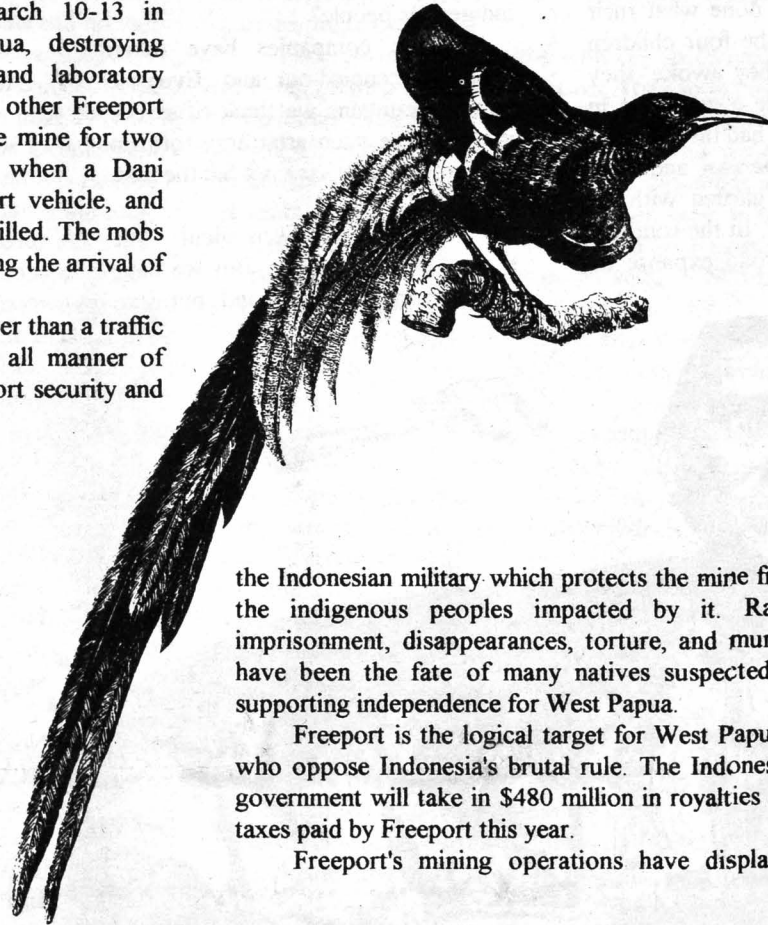 arch 10-13 in
ua, destroying
and laboratory
other Freeport
e mine for two
when a Dani
rt vehicle, and
illed. The mobs
ng the arrival of
er than a traffic
all manner of
ort security and
the Indonesian military which protects the mine fi
the indigenous peoples impacted by it. Ra
imprisonment, disappearances, torture, and mur
have been the fate of many natives suspected
supporting independence for West Papua.
Freeport is the logical target for West Papu
who oppose Indonesia's brutal rule. The Indones
government will take in $480 million in royalties
taxes paid by Freeport this year.
Freeport's mining operations have displa